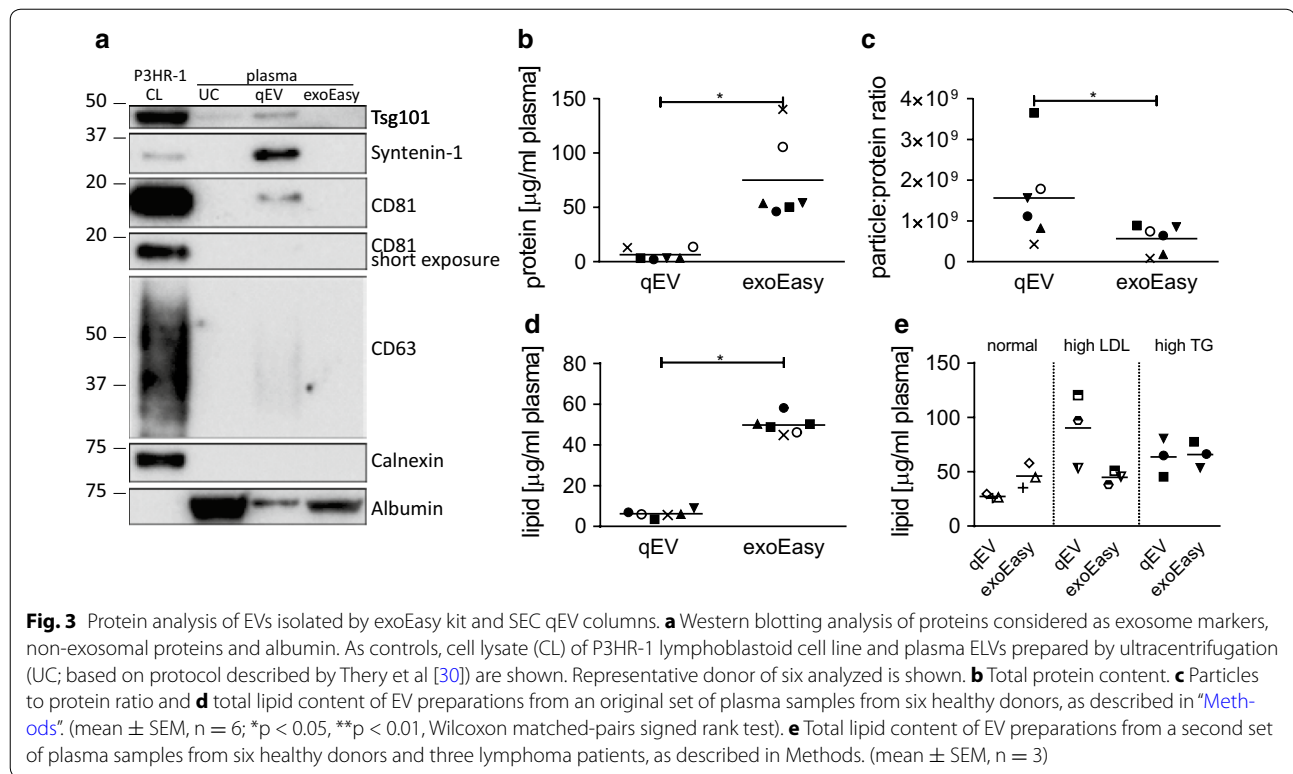 a
P3HR-1 plasma
CL UC qEV exoEasy
50
Tsg101
37
Syntenin-1
20
CD81
20
CD81
short exposure
50
CD63
37
75
Calnexin
75
Albumin
b
protein [µg/ml plasma]
150
100
50
0
*
qEV exoEasy
c
particle:protein ratio
4×10⁹
3×10⁹
2×10⁹
1×10⁹
0
*
qEV exoEasy
d
lipid [µg/ml plasma]
80
60
40
20
0
*
qEV exoEasy
e
normal high LDL high TG
lipid [µg/ml plasma]
150
100
50
0
qEV exoEasy qEV exoEasy qEV exoEasy
Fig. 3 Protein analysis of EVs isolated by exoEasy kit and SEC qEV columns. a Western blotting analysis of proteins considered as exosome markers,
non-exosomal proteins and albumin. As controls, cell lysate (CL) of P3HR-1 lymphoblastoid cell line and plasma ELVs prepared by ultracentrifugation
(UC; based on protocol described by Thery et al [30]) are shown. Representative donor of six analyzed is shown. b Total protein content. c Particles
to protein ratio and d total lipid content of EV preparations from an original set of plasma samples from six healthy donors, as described in “Meth-
ods”. (mean ± SEM, n = 6; *p < 0.05, **p < 0.01, Wilcoxon matched-pairs signed rank test). e Total lipid content of EV preparations from a second set
of plasma samples from six healthy donors and three lymphoma patients, as described in Methods. (mean ± SEM, n = 3)